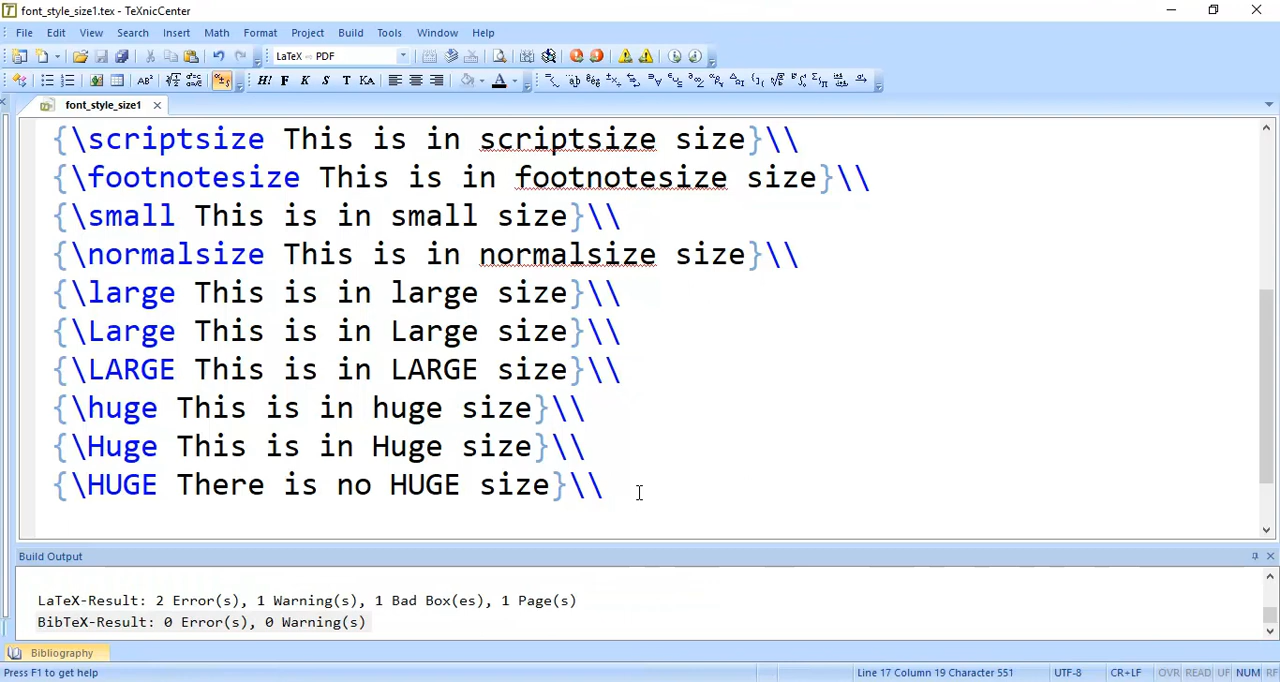 font_style_size1.tex - TeXnicCenter
File Edit View Search Insert Math Format Project Build Tools Window Help
LaTeX ⇨ PDF
font_style_size1
{\scriptsize This is in scriptsize size}\\
{\footnotesize This is in footnotesize size}\\
{\small This is in small size}\\
{\normalsize This is in normalsize size}\\
{\large This is in large size}\\
{\Large This is in Large size}\\
{\LARGE This is in LARGE size}\\
{\huge This is in huge size}\\
{\Huge This is in Huge size}\\
{\HUGE There is no HUGE size}\\
Build Output
LaTeX-Result: 2 Error(s), 1 Warning(s), 1 Bad Box(es), 1 Page(s)
BibTeX-Result: 0 Error(s), 0 Warning(s)
Bibliography
Press F1 to get help Line 17 Column 19 Character 551 UTF-8 CR+LF OVR READ UF NUM RF